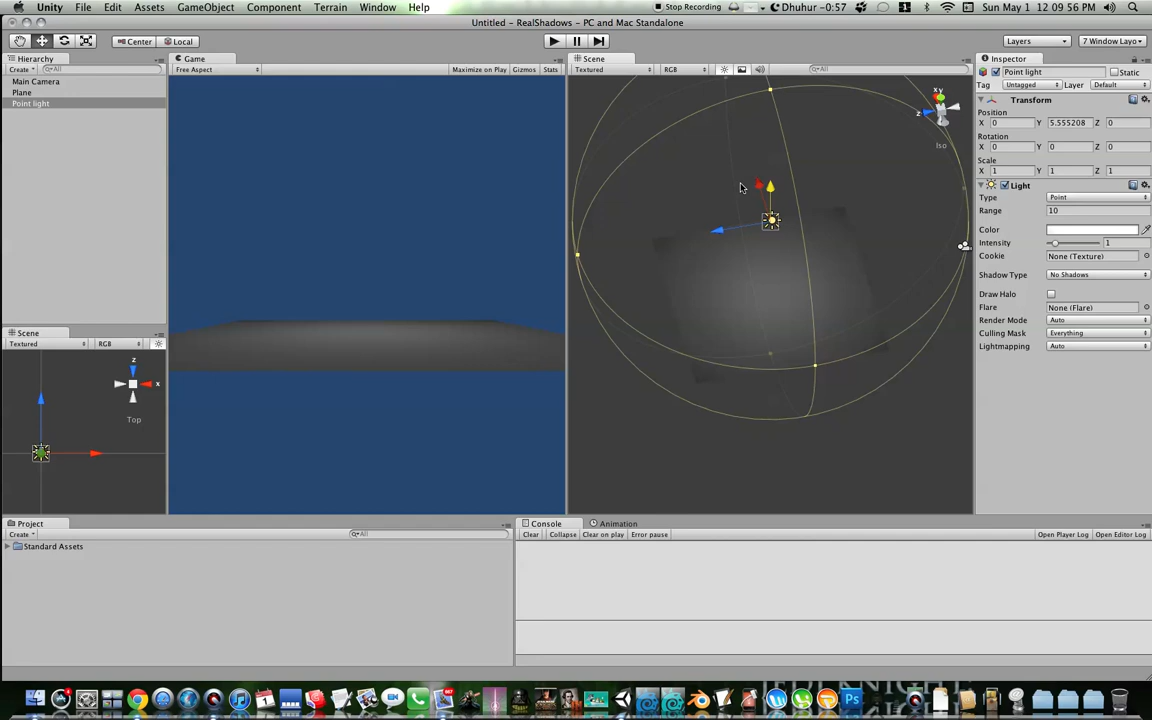 Unity File Edit Assets GameObject Component Terrain Window Help
Stop Recording Dhuhur -0:57 1 Sun May 1 12:09:56 PM
Untitled - RealShadows - PC and Mac Standalone
Center Local Layers 7 Window Layo
Hierarchy
Create All
Main Camera
Plane
Point light
Game
Free Aspect Maximize on Play Gizmos Stats
Scene
Textured RGB All
x y
z
Iso
Scene
Textured RGB
z
x
Top
Inspector
Point light Static
Tag Untagged Layer Default
Transform
Position
X 0 Y 5.555208 Z 0
Rotation
X 0 Y 0 Z 0
Scale
X 1 Y 1 Z 1
Light
Type Point
Range 10
Color
Intensity 1
Cookie None (Texture)
Shadow Type No Shadows
Draw Halo
Flare None (Flare)
Render Mode Auto
Culling Mask Everything
Lightmapping Auto
Project
Create All
Standard Assets
Console Animation
Clear Collapse Clear on play Error pause Open Player Log Open Editor Log